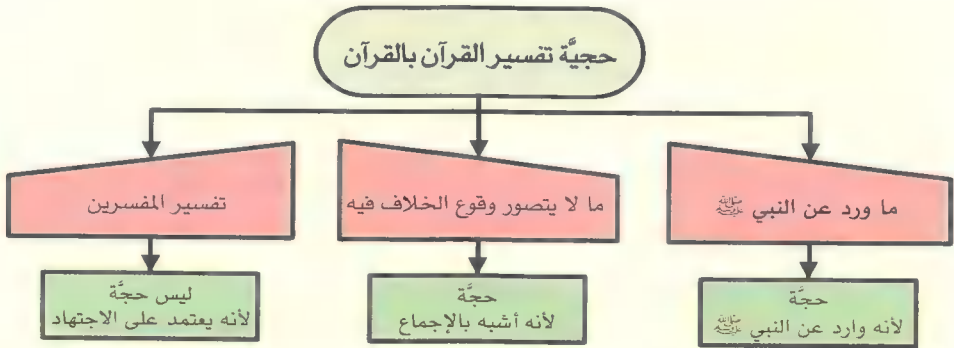 حجيَّة تفسير القرآن بالقرآن
ما ورد عن النبي ﷺ
ما لا يتصور وقوع الخلاف فيه
تفسير المفسرين
حجَّة
لأنه وارد عن النبي ﷺ
حجَّة
لأنه أشبه بالإجماع
ليس حجَّة
لأنه يعتمد على الاجتهاد